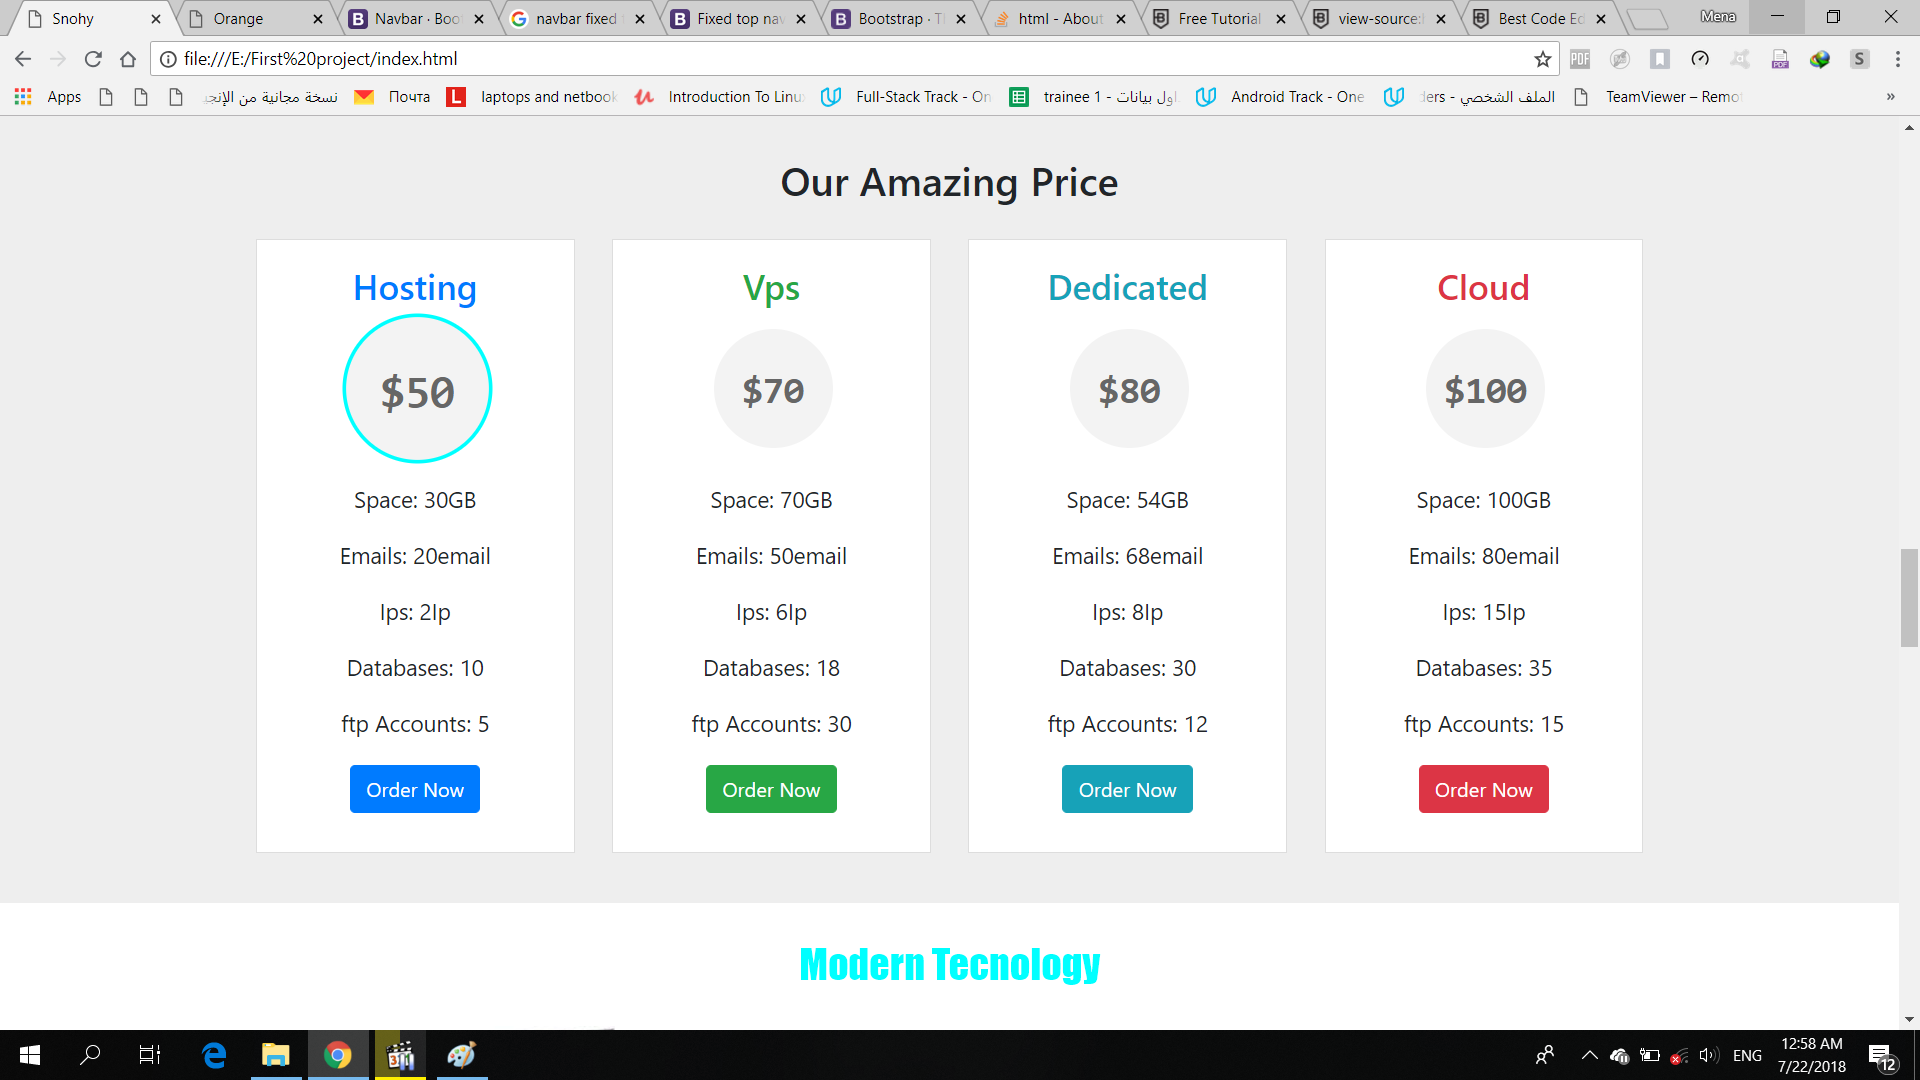 Snohy
Orange
Navbar · Boo
navbar fixed
Fixed top nav
Bootstrap · T
html - About
Free Tutorial
view-source:
Best Code Ed
Mena
file:///E:/First%20project/index.html
Apps
نسخة مجانية من الإنجي
Почта
laptops and netbook
Introduction To Linu
Full-Stack Track - On
trainee 1 - اول بيانات
Android Track - One
الملف الشخصي - ders
TeamViewer – Remo
»
Our Amazing Price
Hosting
$50
Space: 30GB
Emails: 20email
Ips: 2Ip
Databases: 10
ftp Accounts: 5
Order Now
Vps
$70
Space: 70GB
Emails: 50email
Ips: 6Ip
Databases: 18
ftp Accounts: 30
Order Now
Dedicated
$80
Space: 54GB
Emails: 68email
Ips: 8Ip
Databases: 30
ftp Accounts: 12
Order Now
Cloud
$100
Space: 100GB
Emails: 80email
Ips: 15Ip
Databases: 35
ftp Accounts: 15
Order Now
Modern Tecnology
ENG
12:58 AM
7/22/2018
12